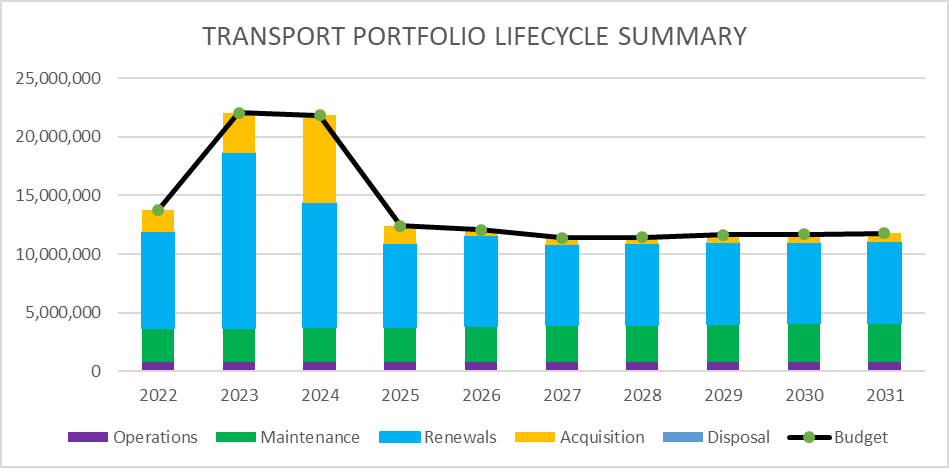 TRANSPORT PORTFOLIO LIFECYCLE SUMMARY
25,000,000
20,000,000
15,000,000
10,000,000
5,000,000
0
2022 2023 2024 2025 2026 2027 2028 2029 2030 2031
Operations Maintenance Renewals Acquisition Disposal Budget